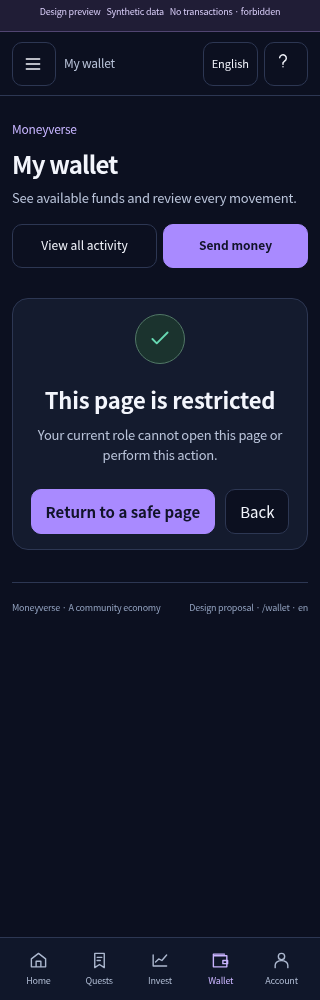 Design preview Synthetic data No transactions · forbidden
My wallet
English
?
Moneyverse
My wallet
See available funds and review every movement.
View all activity
Send money
This page is restricted
Your current role cannot open this page or
perform this action.
Return to a safe page
Back
Moneyverse · A community economy
Design proposal · /wallet · en
Home
Quests
Invest
Wallet
Account